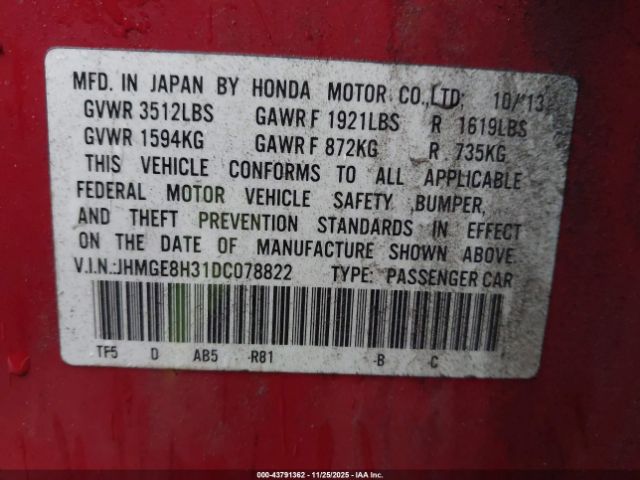 MFD. IN JAPAN BY HONDA MOTOR CO.,LTD; 10/13
GVWR 3512LBS GAWR F 1921LBS R 1619LBS
GVWR 1594KG GAWR F 872KG R 735KG
THIS VEHICLE CONFORMS TO ALL APPLICABLE
FEDERAL MOTOR VEHICLE SAFETY ,BUMPER,
AND THEFT PREVENTION STANDARDS IN EFFECT
ON THE DATE OF MANUFACTURE SHOWN ABOVE.
V.I.N.:JHMGE8H31DC078822 TYPE: PASSENGER CAR
TF5 D AB5 -R81 -B C
000-43791362 - 11/25/2025 - IAA Inc.